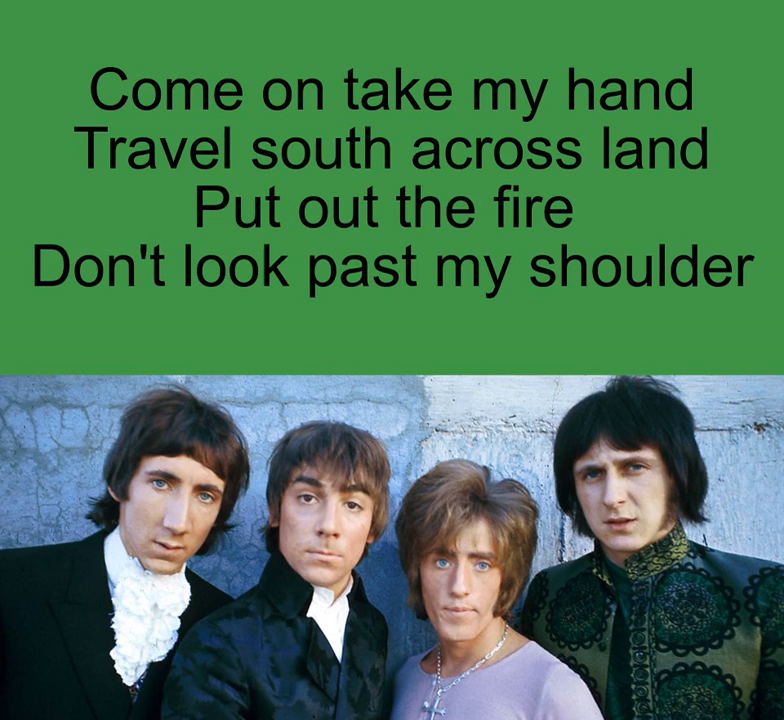 Come on take my hand
Travel south across land
Put out the fire
Don't look past my shoulder